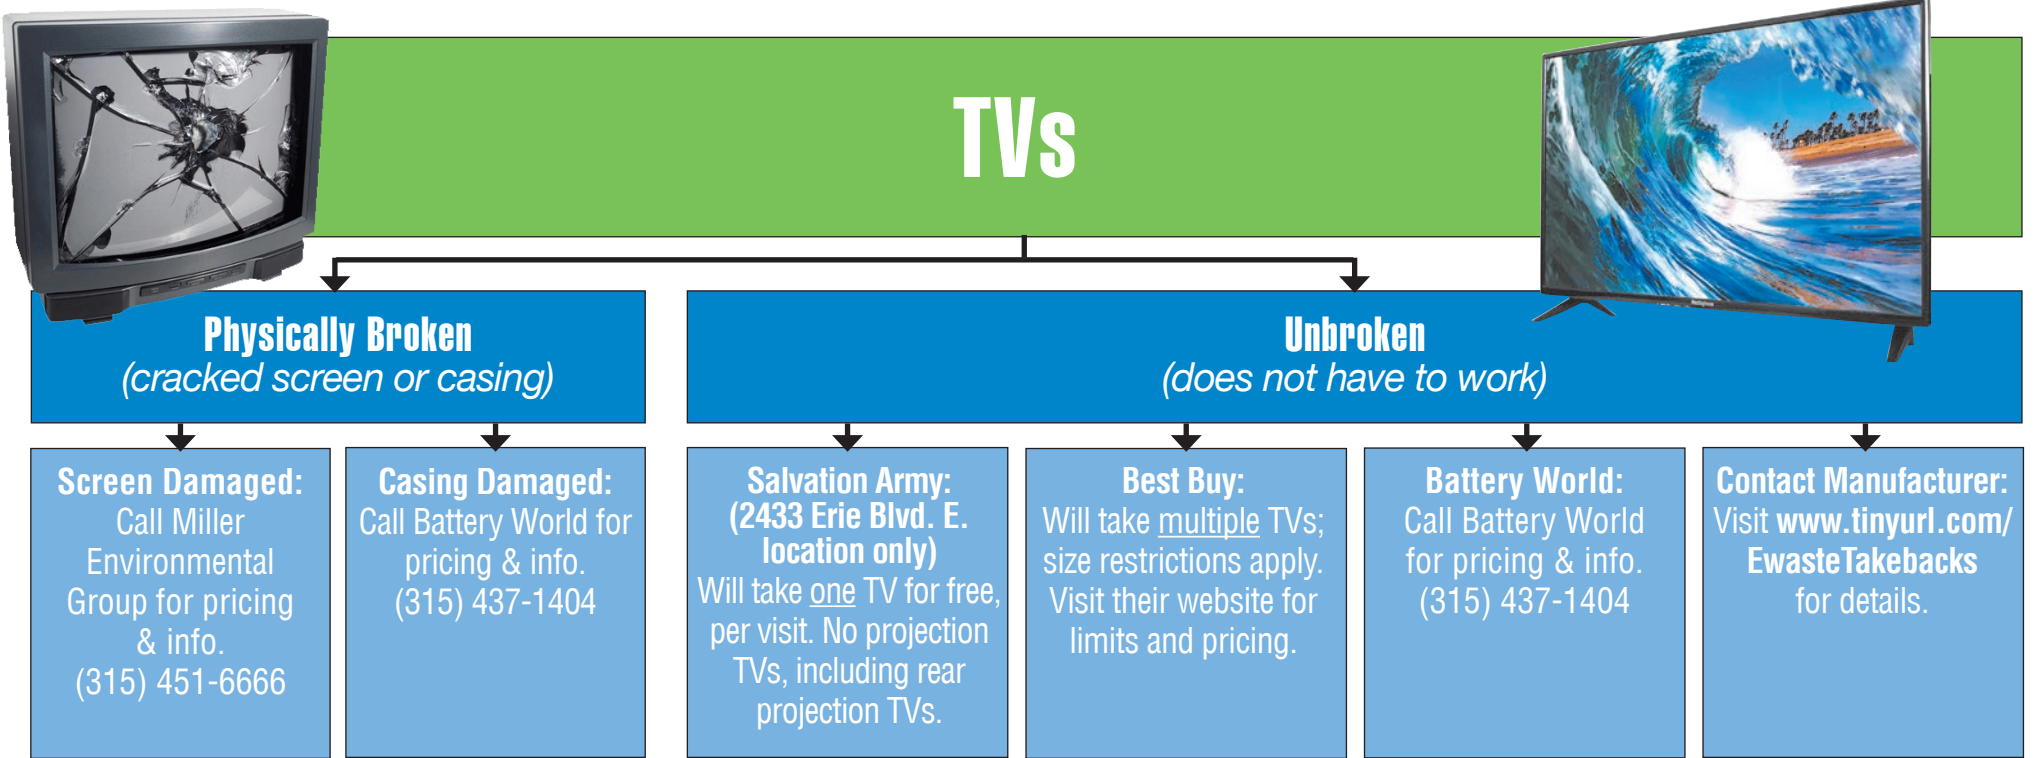 TVs
Physically Broken
(cracked screen or casing)
Unbroken
(does not have to work)
Screen Damaged:
Call Miller
Environmental
Group for pricing
& info.
(315) 451-6666
Casing Damaged:
Call Battery World for
pricing & info.
(315) 437-1404
Salvation Army:
(2433 Erie Blvd. E.
location only)
Will take one TV for free,
per visit. No projection
TVs, including rear
projection TVs.
Best Buy:
Will take multiple TVs;
size restrictions apply.
Visit their website for
limits and pricing.
Battery World:
Call Battery World
for pricing & info.
(315) 437-1404
Contact Manufacturer:
Visit www.tinyurl.com/
EwasteTakebacks
for details.